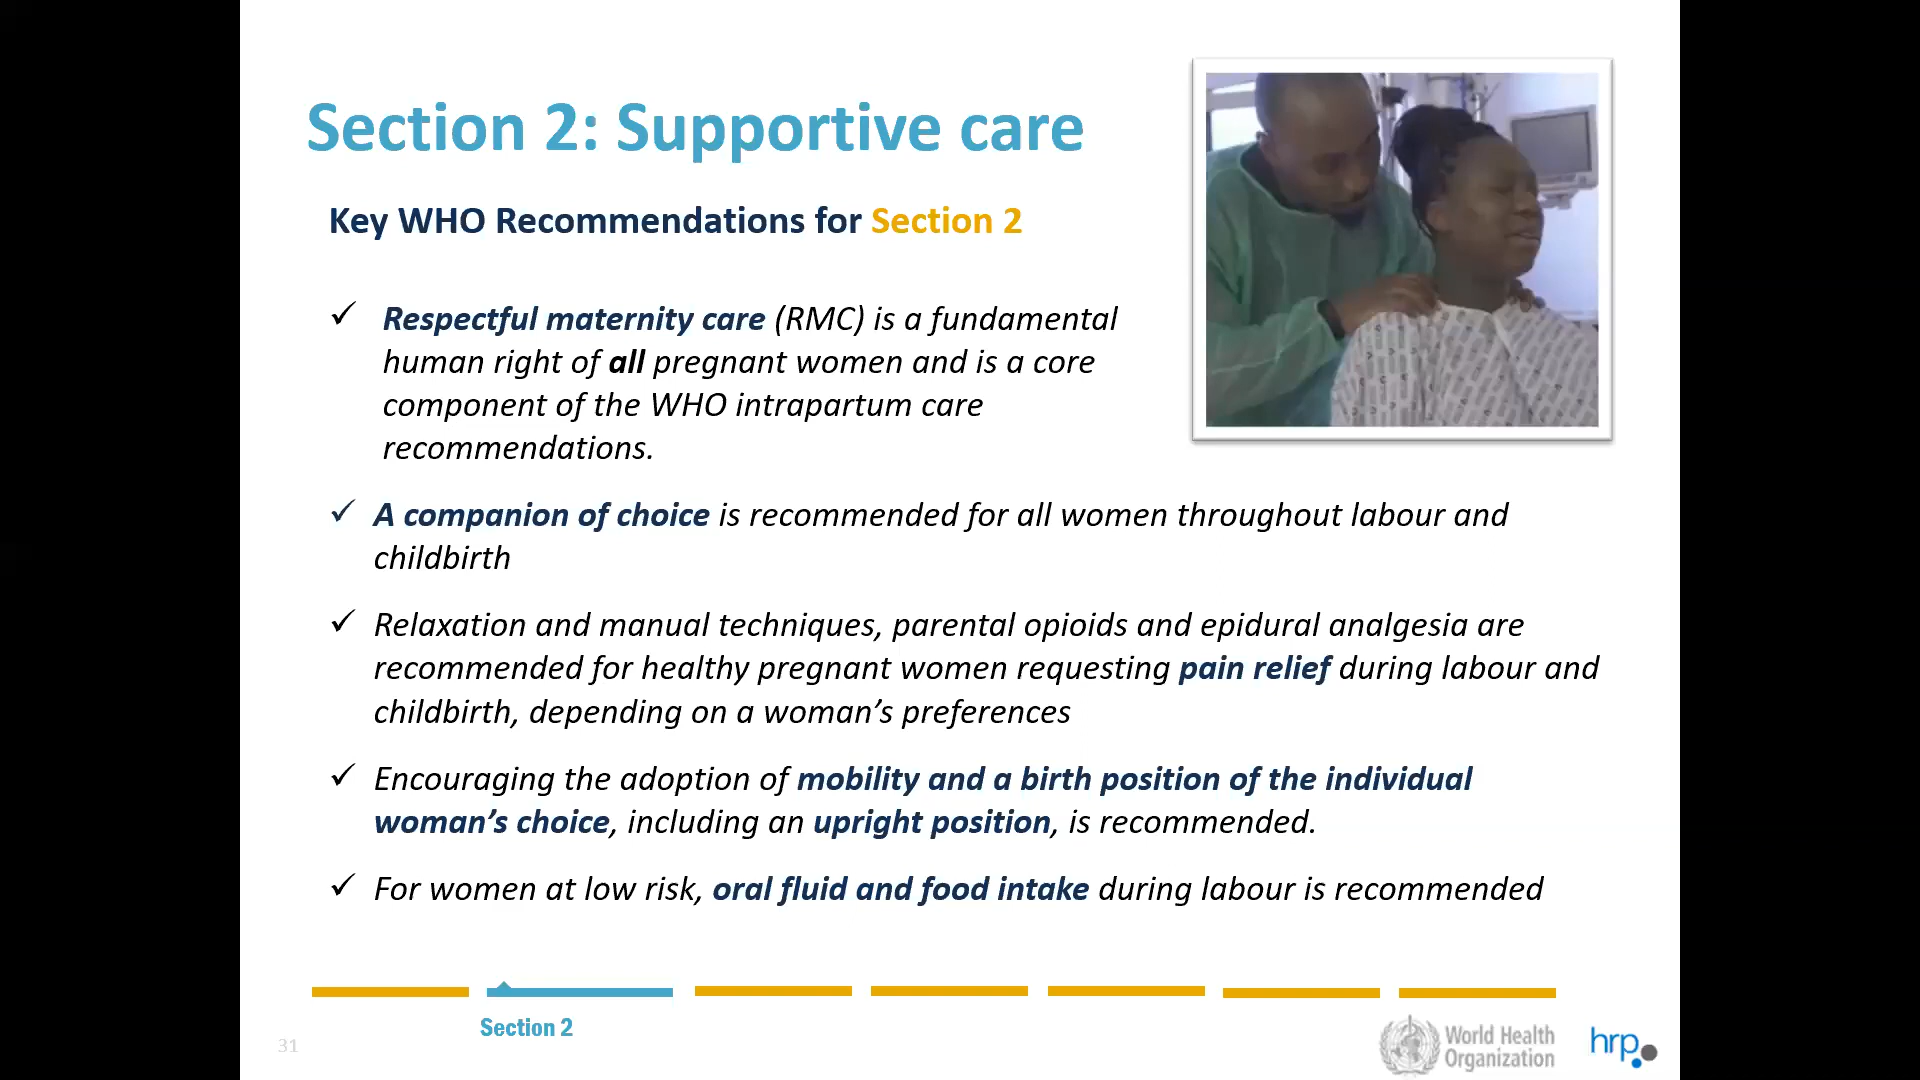 Section 2: Supportive care
Key WHO Recommendations for Section 2
✓ Respectful maternity care (RMC) is a fundamental
human right of all pregnant women and is a core
component of the WHO intrapartum care
recommendations.
✓ A companion of choice is recommended for all women throughout labour and
childbirth
✓ Relaxation and manual techniques, parental opioids and epidural analgesia are
recommended for healthy pregnant women requesting pain relief during labour and
childbirth, depending on a woman’s preferences
✓ Encouraging the adoption of mobility and a birth position of the individual
woman’s choice, including an upright position, is recommended.
✓ For women at low risk, oral fluid and food intake during labour is recommended
Section 2
31
World Health
Organization
hrp